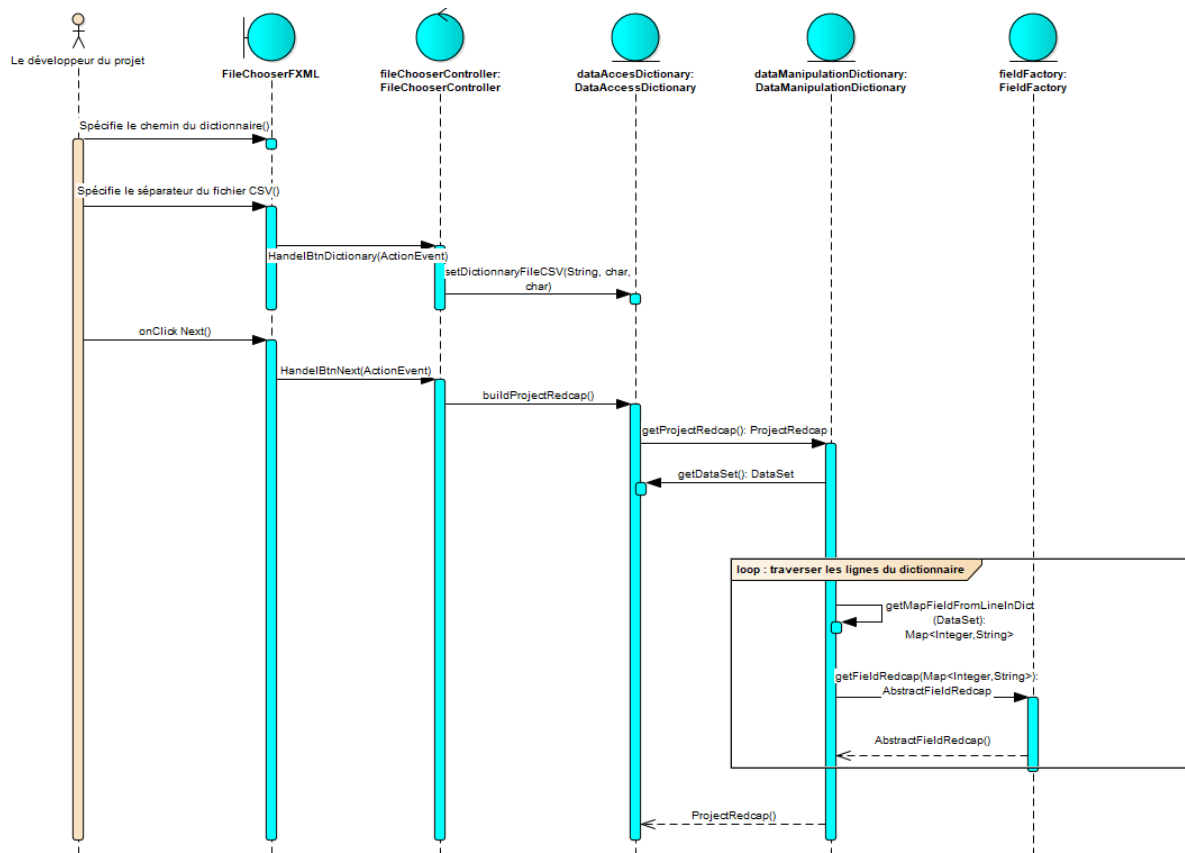 Le développeur du projet
FileChooserFXML
fileChooserController:
FileChooserController
dataAccesDictionary:
DataAccessDictionary
dataManipulationDictionary:
DataManipulationDictionary
fieldFactory:
FieldFactory
Spécifie le chemin du dictionnaire()
Spécifie le séparateur du fichier CSV()
HandelBtnDictionary(ActionEvent)
setDictionnaryFileCSV(String, char,
char)
onClick Next()
HandelBtnNext(ActionEvent)
buildProjectRedcap()
getProjectRedcap(): ProjectRedcap
getDataSet(): DataSet
loop : traverser les lignes du dictionnaire
getMapFieldFromLineInDict
(DataSet):
Map<Integer,String>
getFieldRedcap(Map<Integer,String>):
AbstractFieldRedcap
AbstractFieldRedcap()
ProjectRedcap()